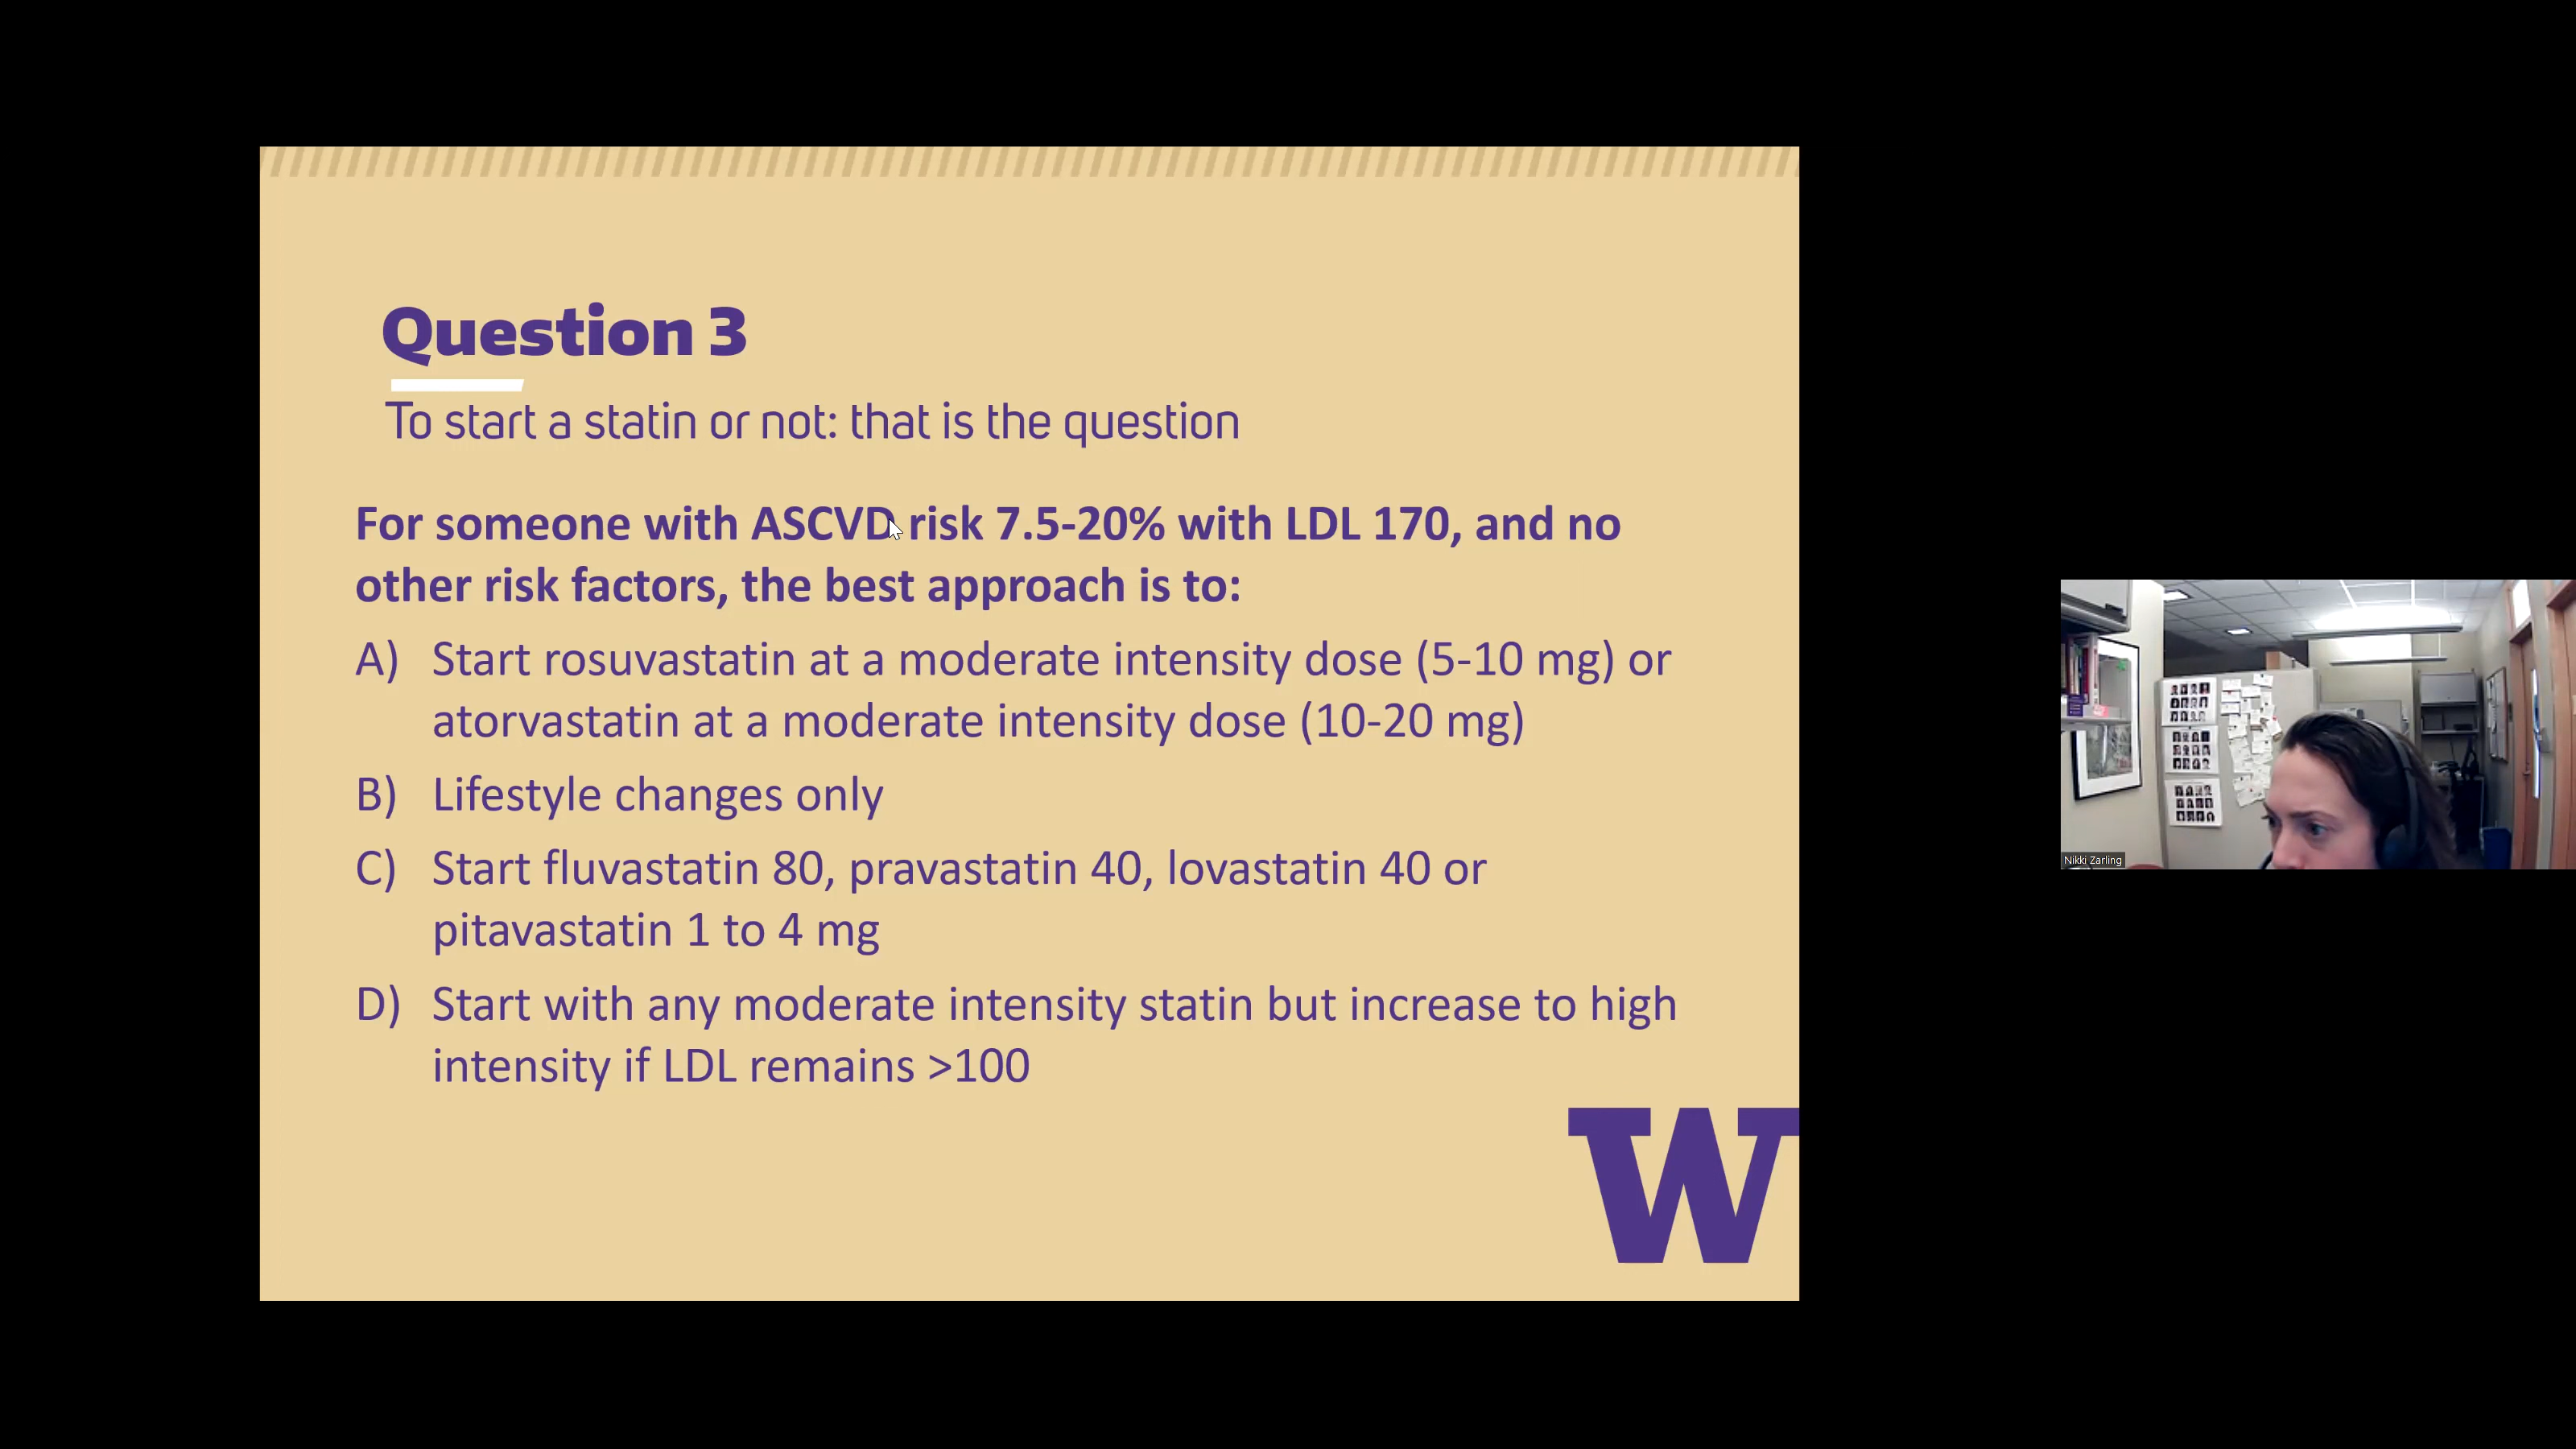 Question 3
To start a statin or not: that is the question
For someone with ASCVD risk 7.5-20% with LDL 170, and no
other risk factors, the best approach is to:
A) Start rosuvastatin at a moderate intensity dose (5-10 mg) or
atorvastatin at a moderate intensity dose (10-20 mg)
B) Lifestyle changes only
C) Start fluvastatin 80, pravastatin 40, lovastatin 40 or
pitavastatin 1 to 4 mg
D) Start with any moderate intensity statin but increase to high
intensity if LDL remains >100
W
Nikki Zarling